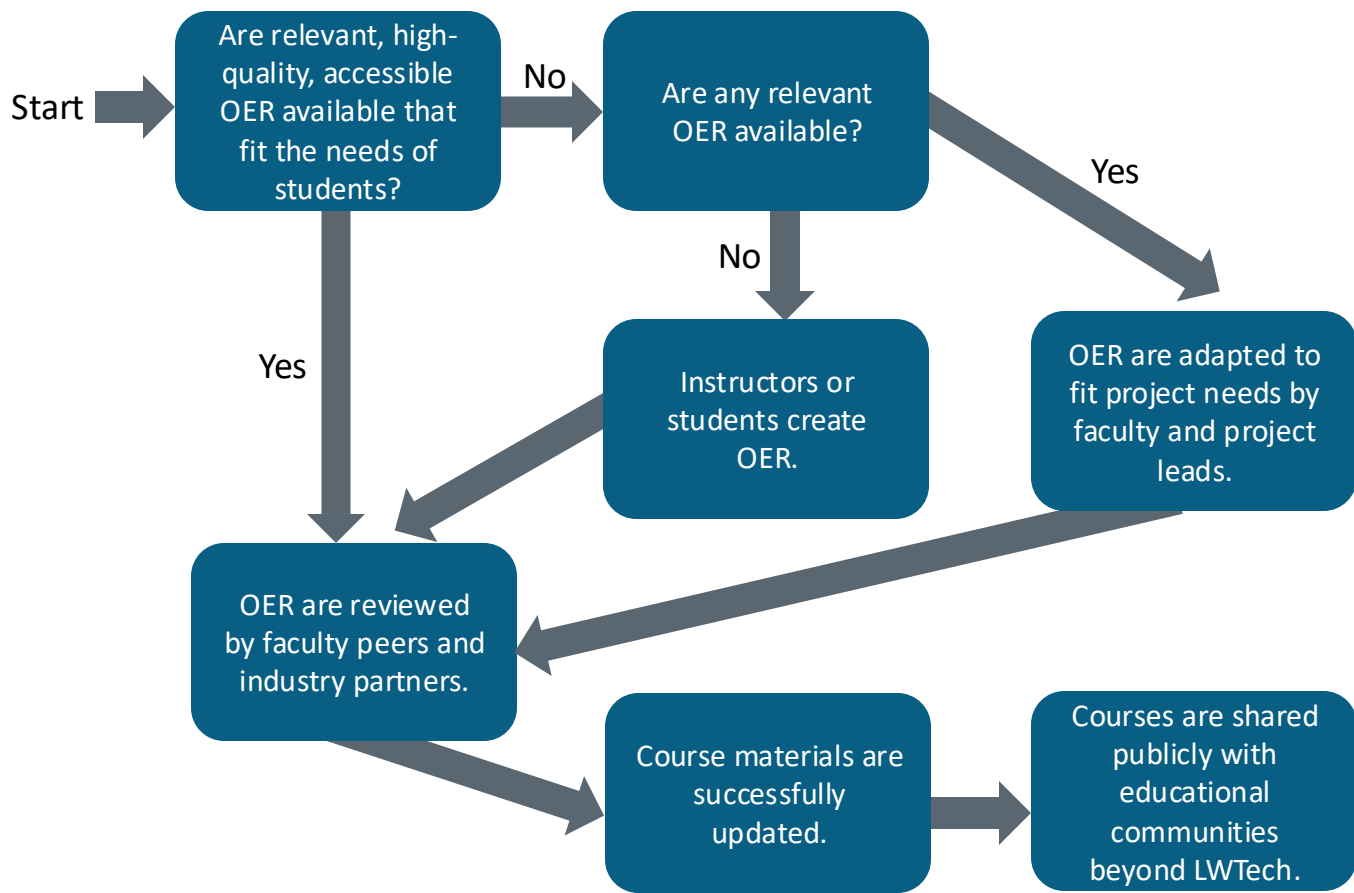 Start
Are relevant, high-
quality, accessible
OER available that
fit the needs of
students?
No
Are any relevant
OER available?
Yes
No
Yes
Instructors or
students create
OER.
OER are adapted to
fit project needs by
faculty and project
leads.
OER are reviewed
by faculty peers and
industry partners.
Course materials are
successfully
updated.
Courses are shared
publicly with
educational
communities
beyond LWTech.